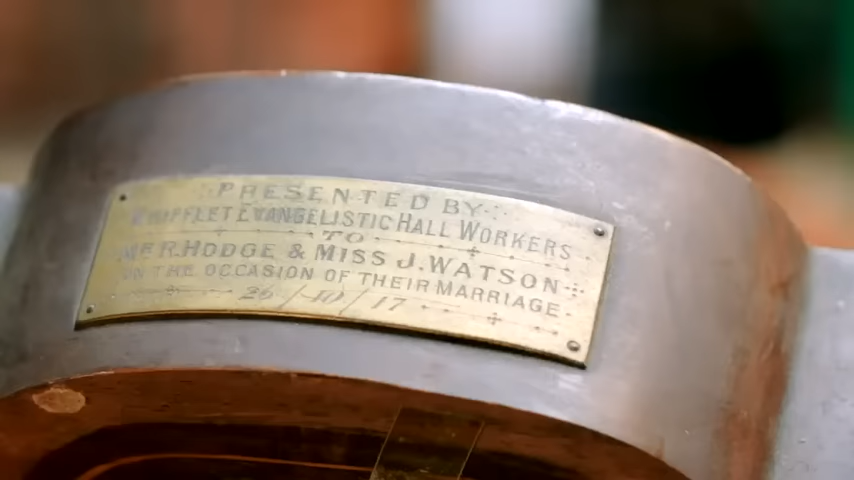 PRESENTED BY
WHIFFLET EVANGELISTIC HALL WORKERS
TO
MR R. HODGE & MISS J. WATSON
ON THE OCCASION OF THEIR MARRIAGE
26/10/17